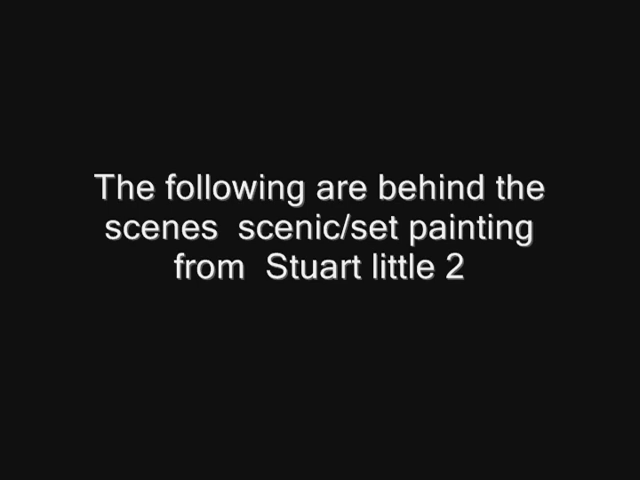 The following are behind the
scenes  scenic/set painting
from  Stuart little 2